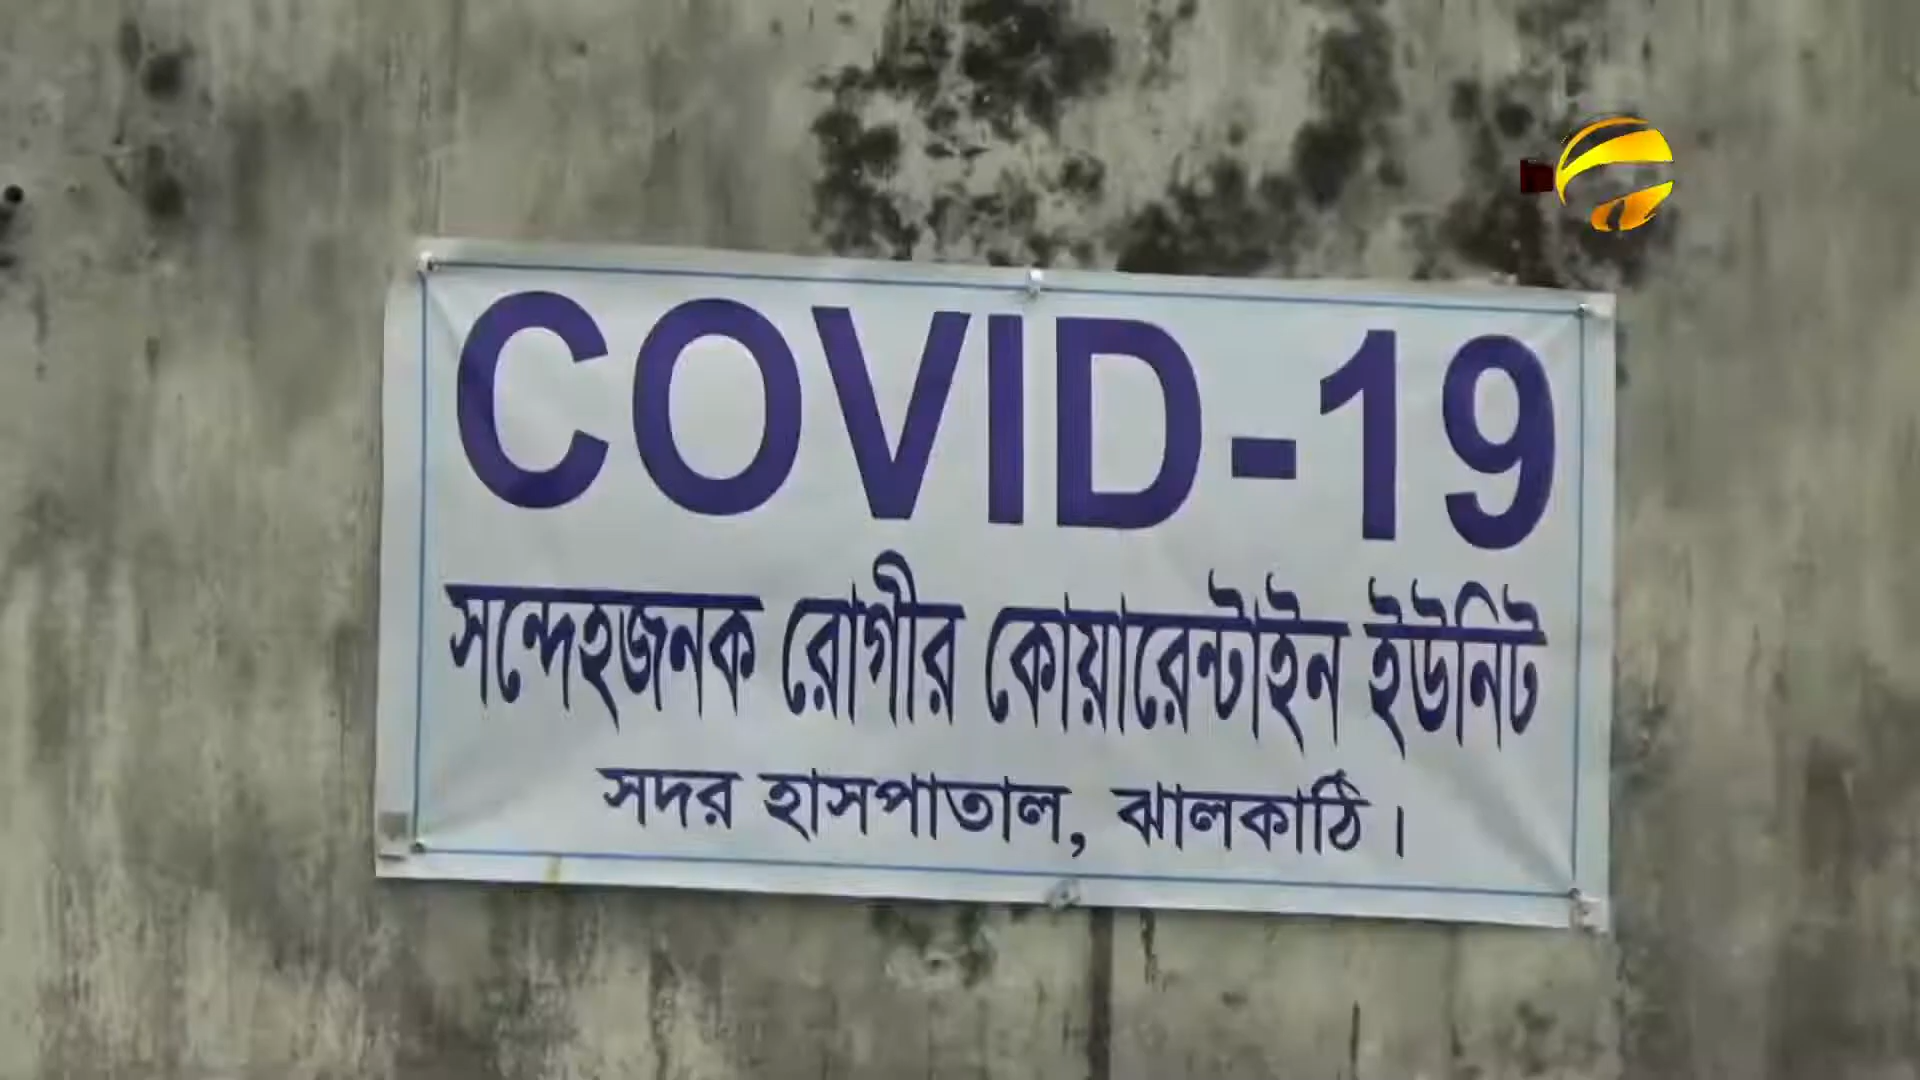 COVID-19
সন্দেহজনক রোগীর কোয়ারেন্টাইন ইউনিট
সদর হাসপাতাল, ঝালকাঠি।